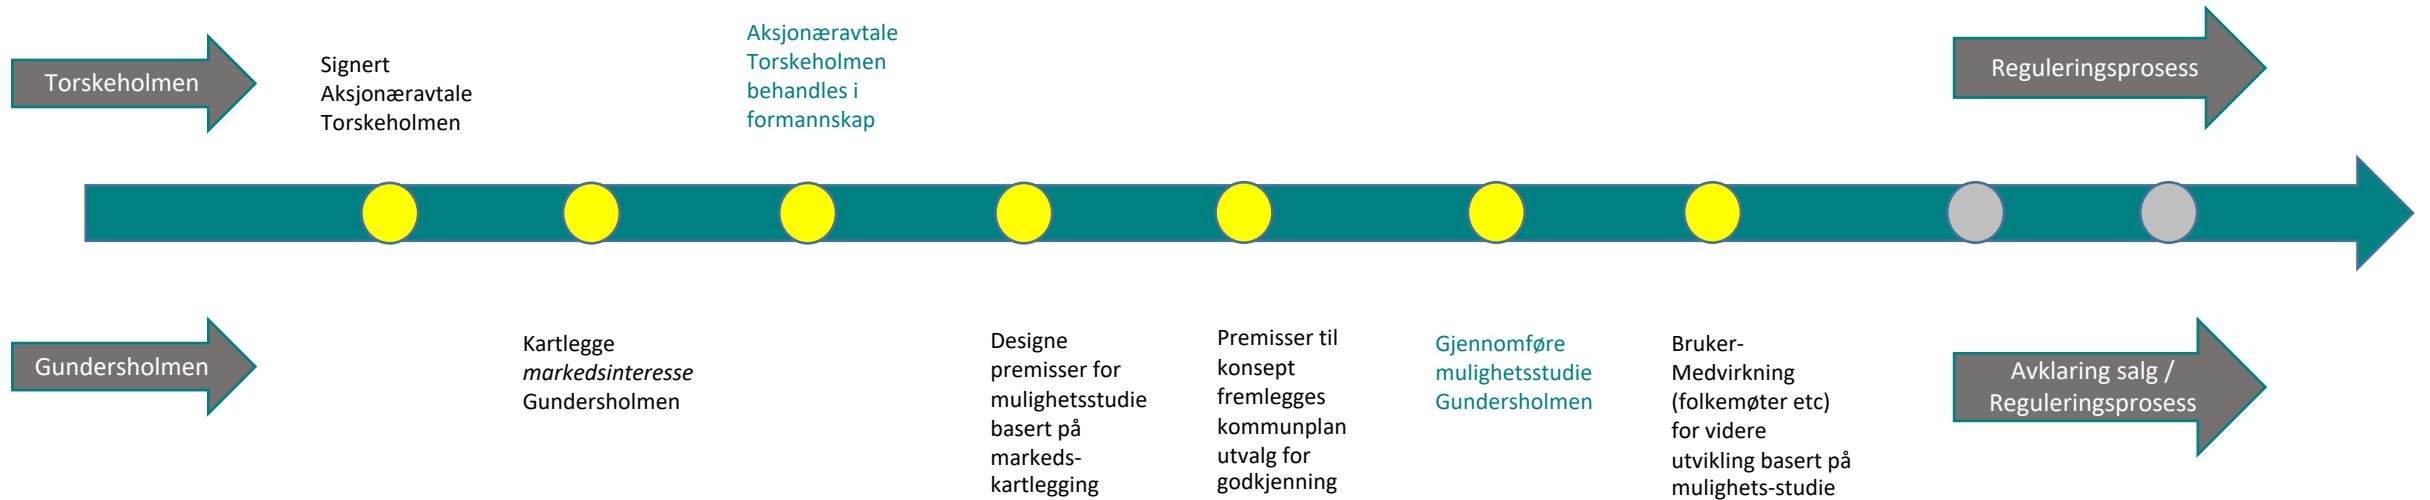 Torskeholmen
Signert
Aksjonæravtale
Torskeholmen
Aksjonæravtale
Torskeholmen
behandles i
formannskap
Reguleringsprosess
Gundersholmen
Kartlegge
markedsinteresse
Gundersholmen
Designe
premisser for
mulighetsstudie
basert på
markeds-
kartlegging
Premisser til
konsept
fremlegges
kommunplan
utvalg for
godkjenning
Gjennomføre
mulighetsstudie
Gundersholmen
Bruker-
Medvirkning
(folkemøter etc)
for videre
utvikling basert på
mulighets-studie
Avklaring salg /
Reguleringsprosess